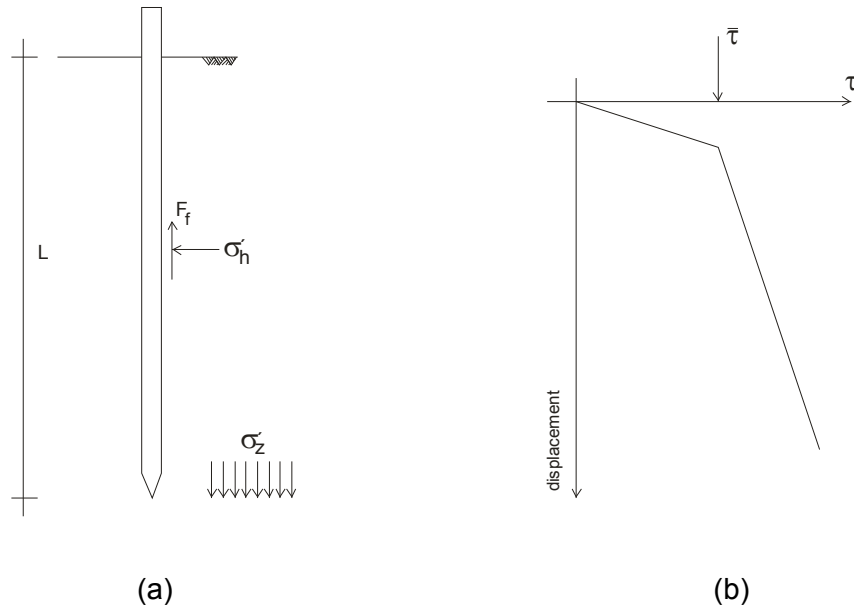 L
F_f
σ′_h
σ′_z
(a)
τ̄
τ
displacement
(b)